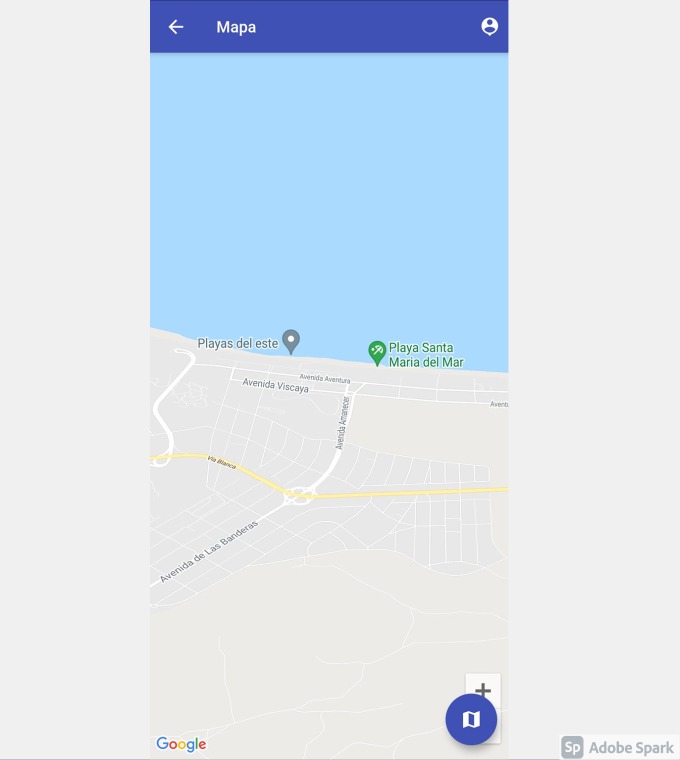 Mapa
Playas del este
Playa Santa
Maria del Mar
Avenida Aventura
Avenida Viscaya
Avenida Amanecer
Vía Blanca
Avenida de Las Banderas
Google
Sp Adobe Spark